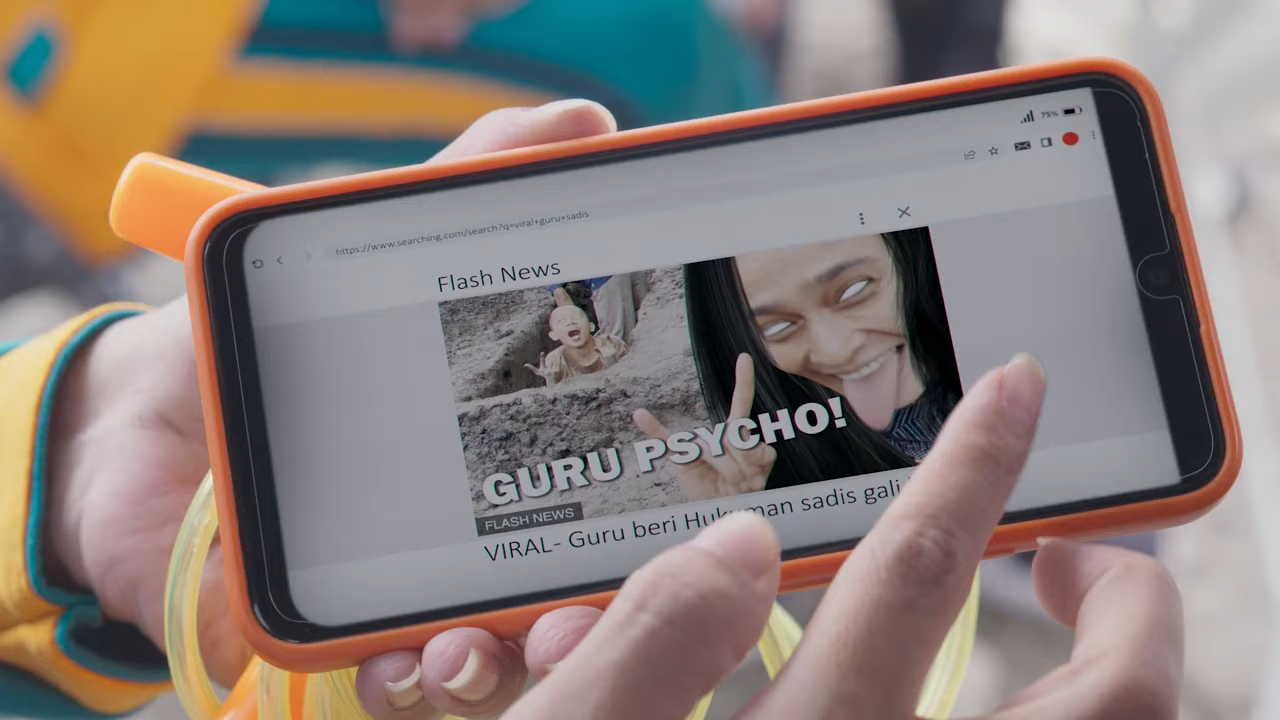 75%
https://www.searching.com/search?q=viral+guru+sadis
Flash News
GURU PSYCHO!
FLASH NEWS
VIRAL- Guru beri Hukuman sadis gali